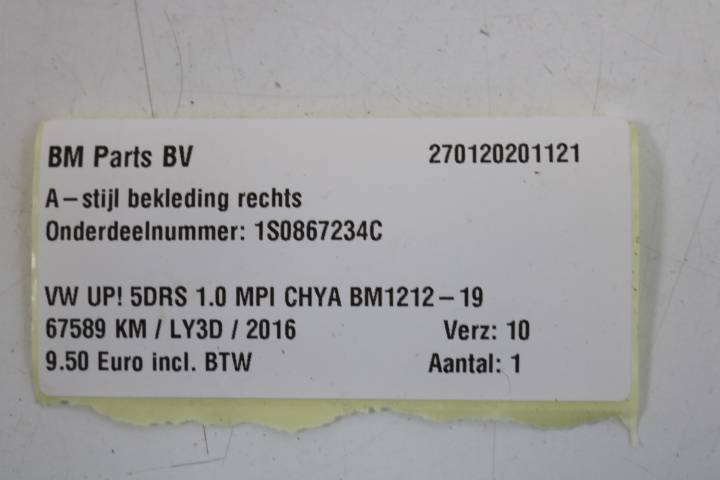 BM Parts BV 270120201121
A-stijl bekleding rechts
Onderdeelnummer: 1S0867234C
VW UP! 5DRS 1.0 MPI CHYA BM1212-19
67589 KM / LY3D / 2016 Verz: 10
9.50 Euro incl. BTW Aantal: 1